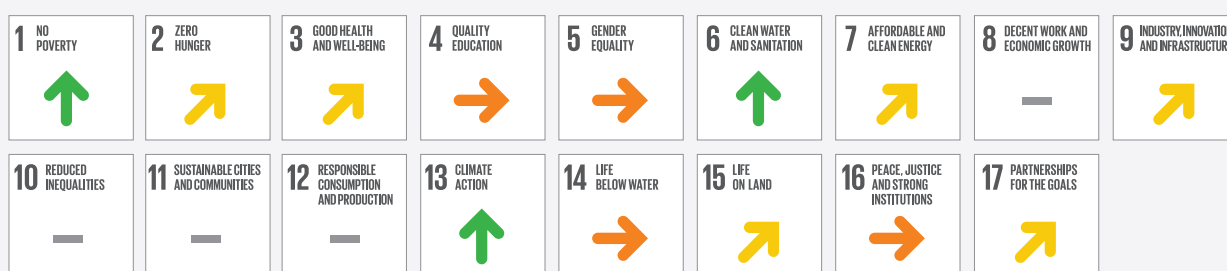 1 NO
POVERTY
2 ZERO
HUNGER
3 GOOD HEALTH
AND WELL-BEING
4 QUALITY
EDUCATION
5 GENDER
EQUALITY
6 CLEAN WATER
AND SANITATION
7 AFFORDABLE AND
CLEAN ENERGY
8 DECENT WORK AND
ECONOMIC GROWTH
9 INDUSTRY, INNOVATIO
AND INFRASTRUCTUR
10 REDUCED
INEQUALITIES
11 SUSTAINABLE CITIES
AND COMMUNITIES
12 RESPONSIBLE
CONSUMPTION
AND PRODUCTION
13 CLIMATE
ACTION
14 LIFE
BELOW WATER
15 LIFE
ON LAND
16 PEACE, JUSTICE
AND STRONG
INSTITUTIONS
17 PARTNERSHIPS
FOR THE GOALS